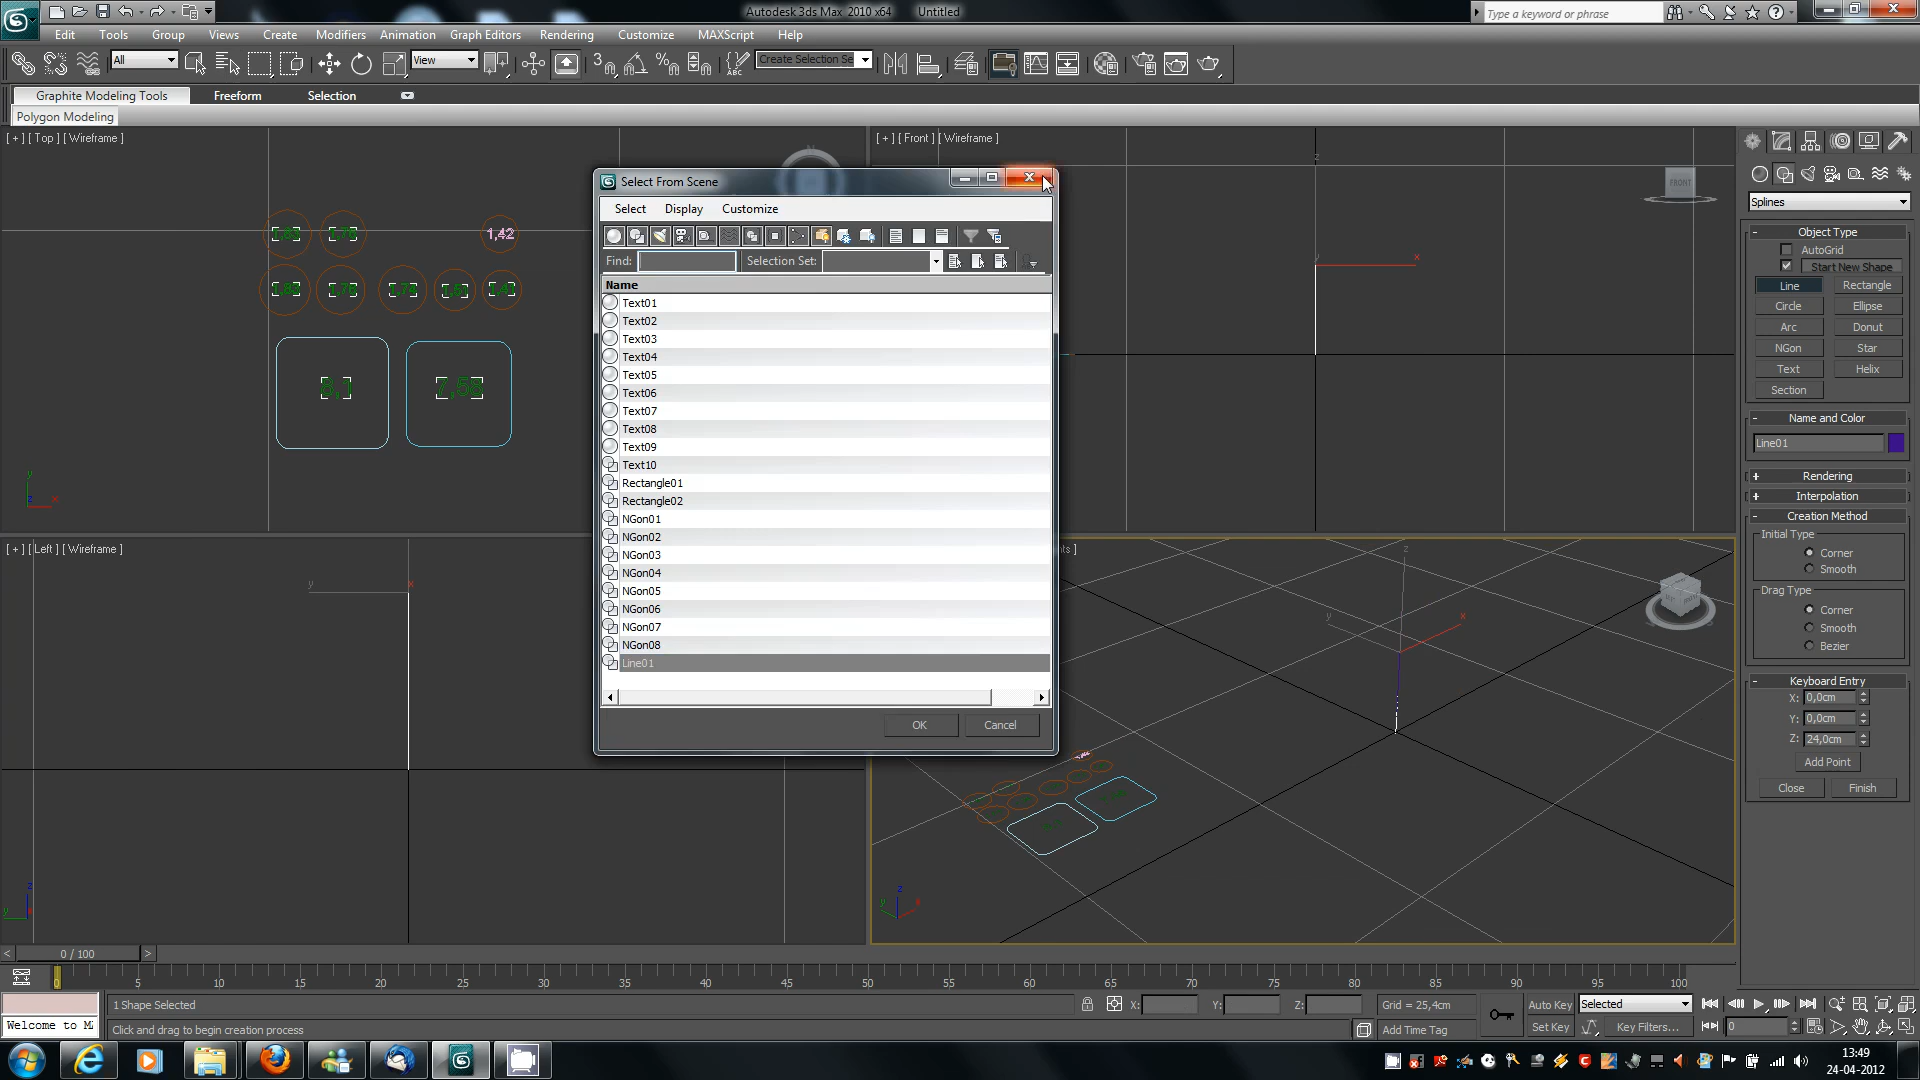 Autodesk 3ds Max 2010 x64 Untitled
Type a keyword or phrase
Edit Tools Group Views Create Modifiers Animation Graph Editors Rendering Customize MAXScript Help
All View Create Selection Se
Graphite Modeling Tools Freeform Selection
Polygon Modeling
[ + ] [ Top ] [ Wireframe ]
[ + ] [ Front ] [ Wireframe ]
[ + ] [ Left ] [ Wireframe ]
FRONT
1,42
8,1
7,58
Select From Scene
Select Display Customize
Find: Selection Set:
Name
Text01
Text02
Text03
Text04
Text05
Text06
Text07
Text08
Text09
Text10
Rectangle01
Rectangle02
NGon01
NGon02
NGon03
NGon04
NGon05
NGon06
NGon07
NGon08
Line01
OK Cancel
Splines
- Object Type
AutoGrid
Start New Shape
Line Rectangle
Circle Ellipse
Arc Donut
NGon Star
Text Helix
Section
- Name and Color
Line01
+ Rendering
+ Interpolation
- Creation Method
Initial Type
Corner
Smooth
Drag Type
Corner
Smooth
Bezier
- Keyboard Entry
X: 0,0cm
Y: 0,0cm
Z: 24,0cm
Add Point
Close Finish
< 0 / 100 >
0 5 10 15 20 25 30 35 40 45 50 55 60 65 70 75 80 85 90 95 100
1 Shape Selected X: Y: Z: Grid = 25,4cm Auto Key Selected
Welcome to M
Click and drag to begin creation process Add Time Tag Set Key Key Filters... 0
13:49
24-04-2012